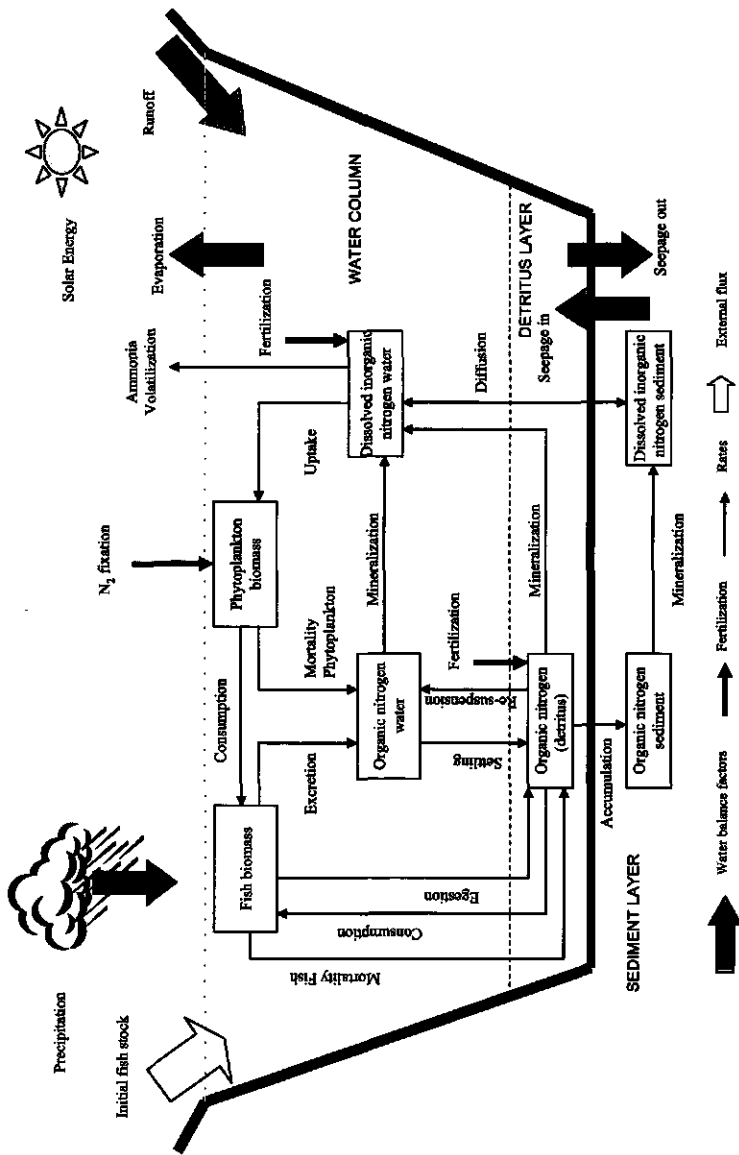 Precipitation
Solar Energy
Initial fish stock
N₂ fixation
Ammonia
Volatilization
Evaporation
Runoff
Fish biomass
Consumption
Phytoplankton
biomass
Uptake
Fertilization
Excretion
Mortality
Phytoplankton
Mortality Fish
Consumption
Egestion
Organic nitrogen
water
Mineralization
Dissolved inorganic
nitrogen water
WATER COLUMN
Settling
Re-suspension
Fertilization
Diffusion
Organic nitrogen
(detritus)
Mineralization
DETRITUS LAYER
Seepage in
Accumulation
Seepage out
SEDIMENT LAYER
Organic nitrogen
sediment
Mineralization
Dissolved inorganic
nitrogen sediment
Water balance factors
Fertilization
Rates
External flux